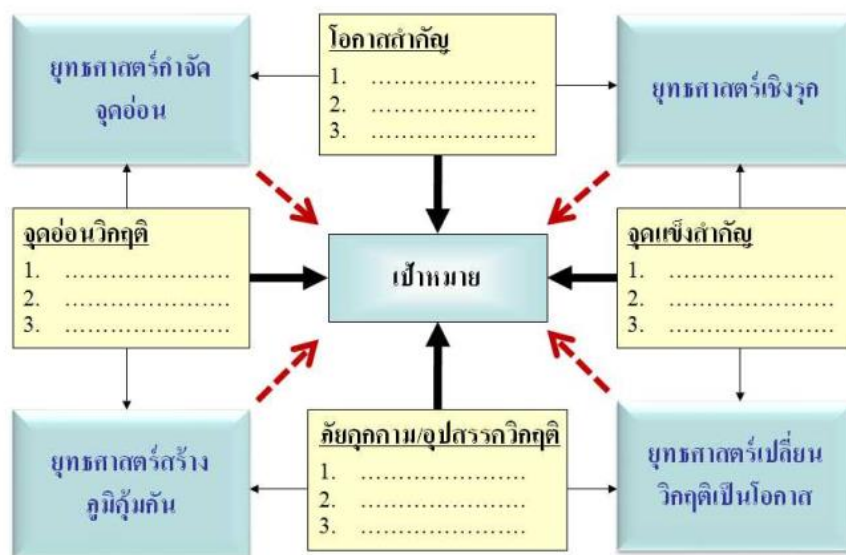 โอกาสสำคัญ
1. ........................
2. ........................
3. ........................
ยุทธศาสตร์กำจัด
จุดอ่อน
ยุทธศาสตร์เชิงรุก
จุดอ่อนวิกฤติ
1. ........................
2. ........................
3. ........................
เป้าหมาย
จุดแข็งสำคัญ
1. ........................
2. ........................
3. ........................
ยุทธศาสตร์สร้าง
ภูมิคุ้มกัน
ภัยคุกคาม/อุปสรรควิกฤติ
1. ........................
2. ........................
3. ........................
ยุทธศาสตร์เปลี่ยน
วิกฤติเป็นโอกาส